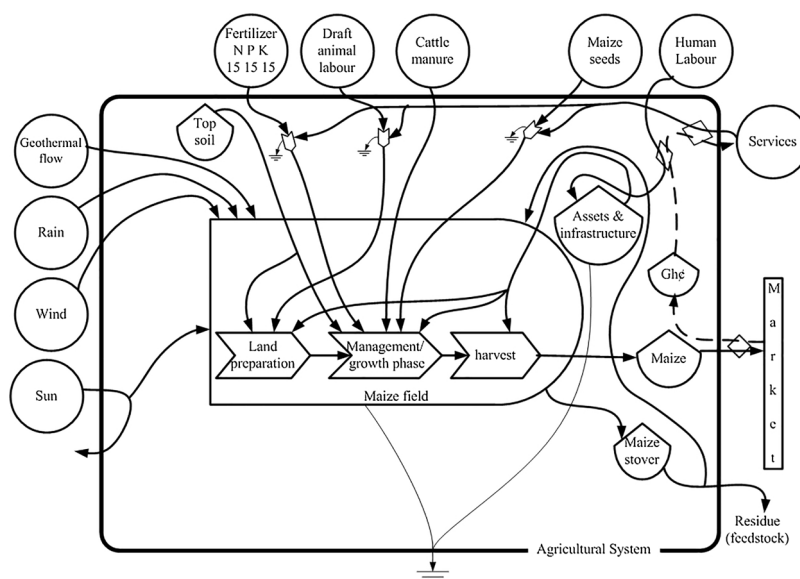 Fertilizer
N P K
15 15 15
Draft
animal
labour
Cattle
manure
Maize
seeds
Human
Labour
Top
soil
Services
Geothermal
flow
Rain
Wind
Sun
Assets &
infrastructure
Gh¢
Market
Land
preparation
Management/
growth phase
harvest
Maize
Maize field
Maize
stover
Residue
(feedstock)
Agricultural System